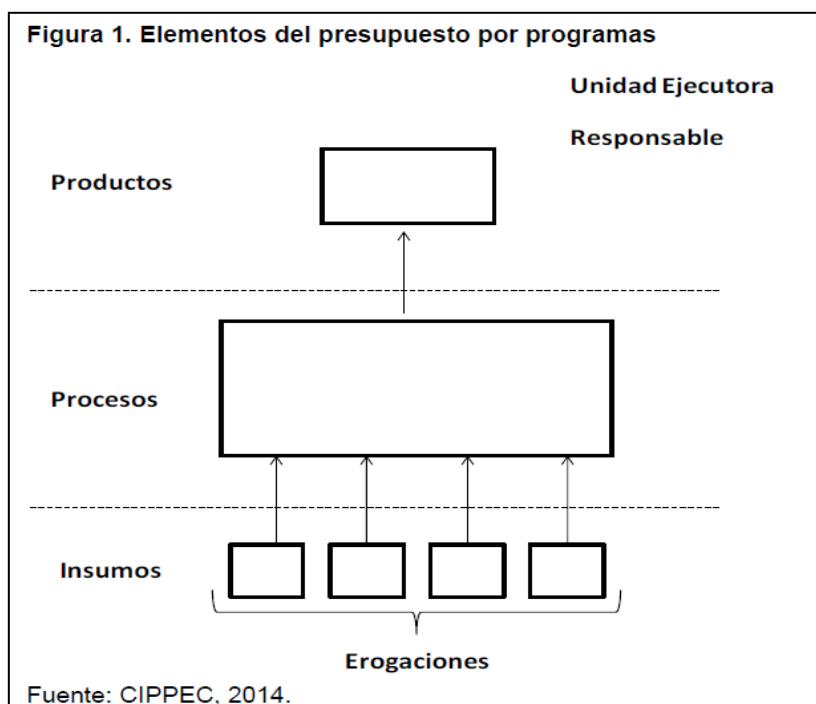 Figura 1. Elementos del presupuesto por programas
Unidad Ejecutora
Responsable
Productos
Procesos
Insumos
Erogaciones
Fuente: CIPPEC, 2014.